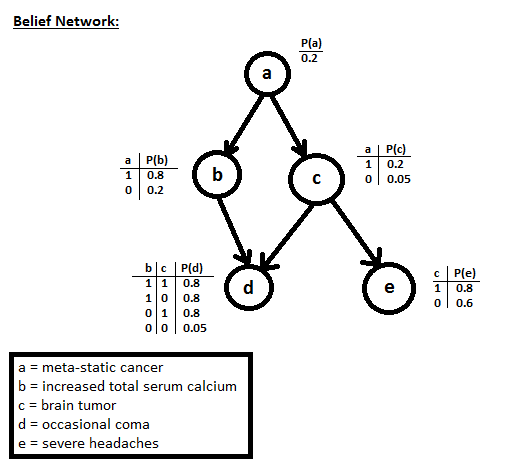 Belief Network:
P(a)
0.2
a
a P(b)
1 0.8
0 0.2
b
c
a P(c)
1 0.2
0 0.05
b c P(d)
1 1 0.8
1 0 0.8
0 1 0.8
0 0 0.05
d
e
c P(e)
1 0.8
0 0.6
a = meta-static cancer
b = increased total serum calcium
c = brain tumor
d = occasional coma
e = severe headaches